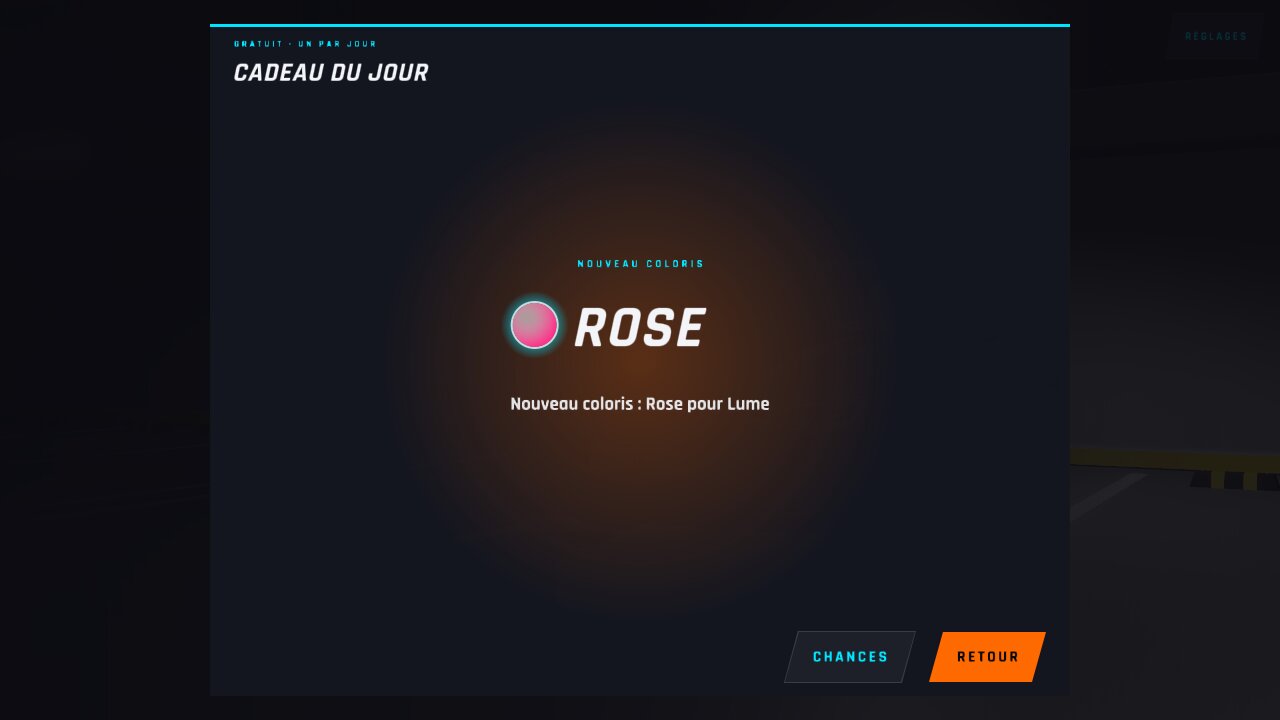 GRATUIT · UN PAR JOUR
RÉGLAGES
CADEAU DU JOUR
NOUVEAU COLORIS
ROSE
Nouveau coloris : Rose pour Lume
CHANCES
RETOUR